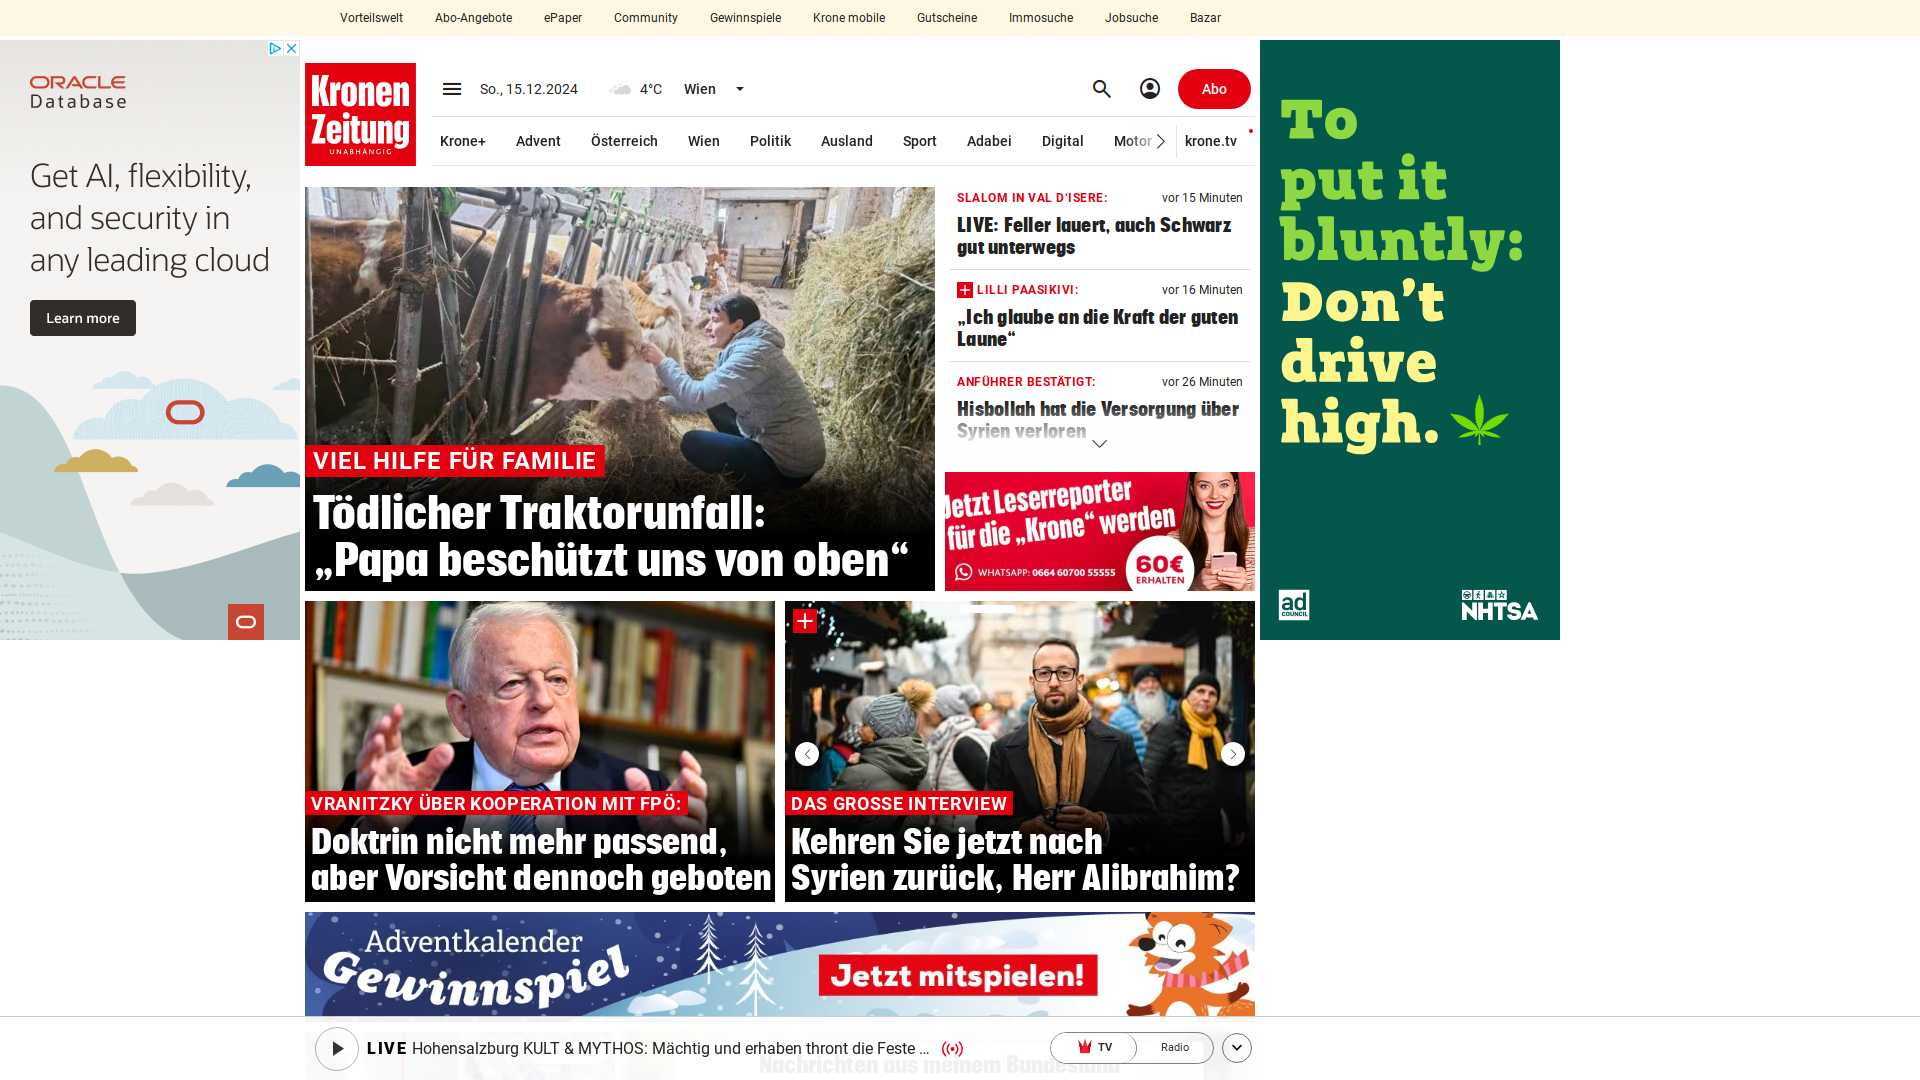 Vorteilswelt Abo-Angebote ePaper Community Gewinnspiele Krone mobile Gutscheine Immosuche Jobsuche Bazar
ORACLE
Database
Get AI, flexibility,
and security in
any leading cloud
Learn more
Kronen
Zeitung
UNABHÄNGIG
So., 15.12.2024 4°C Wien Abo
Krone+ Advent Österreich Wien Politik Ausland Sport Adabei Digital Motor krone.tv
VIEL HILFE FÜR FAMILIE
Tödlicher Traktorunfall:
„Papa beschützt uns von oben“
SLALOM IN VAL D‘ISERE: vor 15 Minuten
LIVE: Feller lauert, auch Schwarz
gut unterwegs
LILLI PAASIKIVI: vor 16 Minuten
„Ich glaube an die Kraft der guten
Laune“
ANFÜHRER BESTÄTIGT: vor 26 Minuten
Hisbollah hat die Versorgung über
Syrien verloren
Jetzt Leserreporter
für die „Krone“ werden
WHATSAPP: 0664 60700 55555
60€
ERHALTEN
VRANITZKY ÜBER KOOPERATION MIT FPÖ:
Doktrin nicht mehr passend,
aber Vorsicht dennoch geboten
DAS GROSSE INTERVIEW
Kehren Sie jetzt nach
Syrien zurück, Herr Alibrahim?
Adventkalender
Gewinnspiel
Jetzt mitspielen!
LIVE Hohensalzburg KULT & MYTHOS: Mächtig und erhaben thront die Feste ...
TV Radio
Nachrichten aus meinem Bundesland
To
put it
bluntly:
Don't
drive
high.
ad
COUNCIL
NHTSA